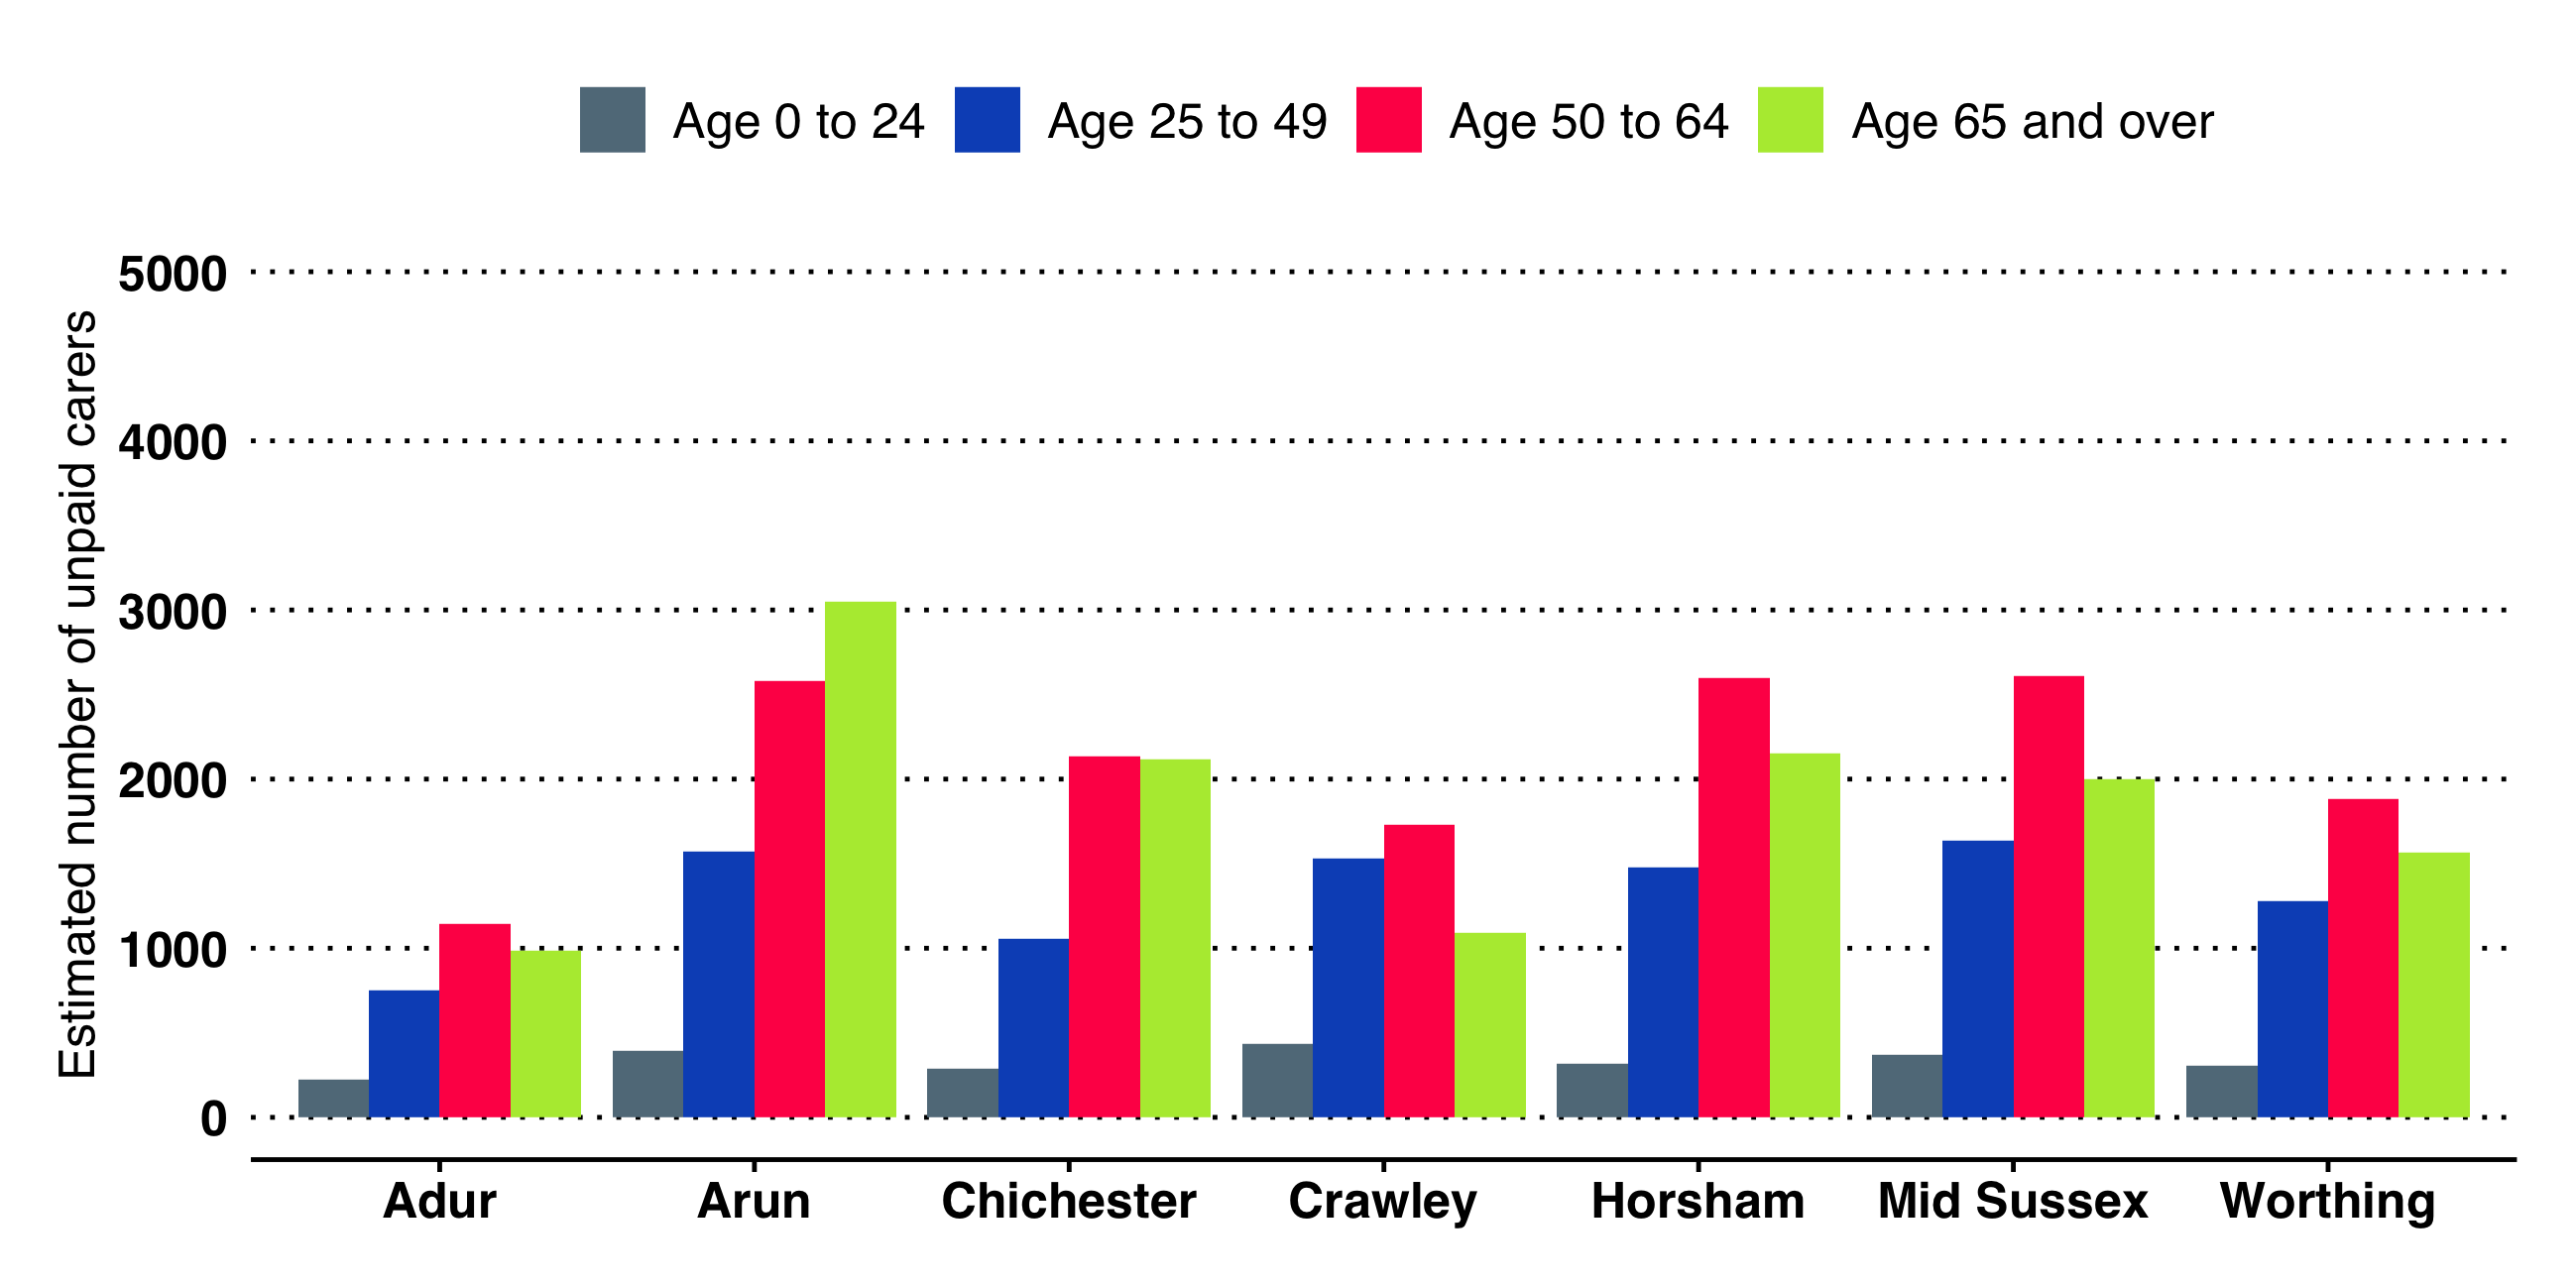 Age 0 to 24 Age 25 to 49 Age 50 to 64 Age 65 and over
Estimated number of unpaid carers
5000
4000
3000
2000
1000
0
Adur Arun Chichester Crawley Horsham Mid Sussex Worthing